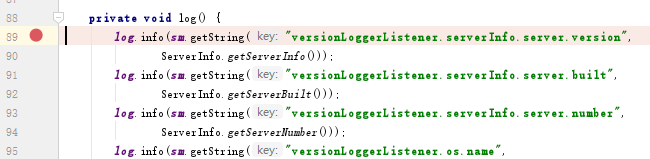 88 private void log() {
89 log.info(sm.getString( key: "versionLoggerListener.serverInfo.server.version",
90 ServerInfo.getServerInfo()));
91 log.info(sm.getString( key: "versionLoggerListener.serverInfo.server.built",
92 ServerInfo.getServerBuilt()));
93 log.info(sm.getString( key: "versionLoggerListener.serverInfo.server.number",
94 ServerInfo.getServerNumber()));
95 log.info(sm.getString( key: "versionLoggerListener.os.name",